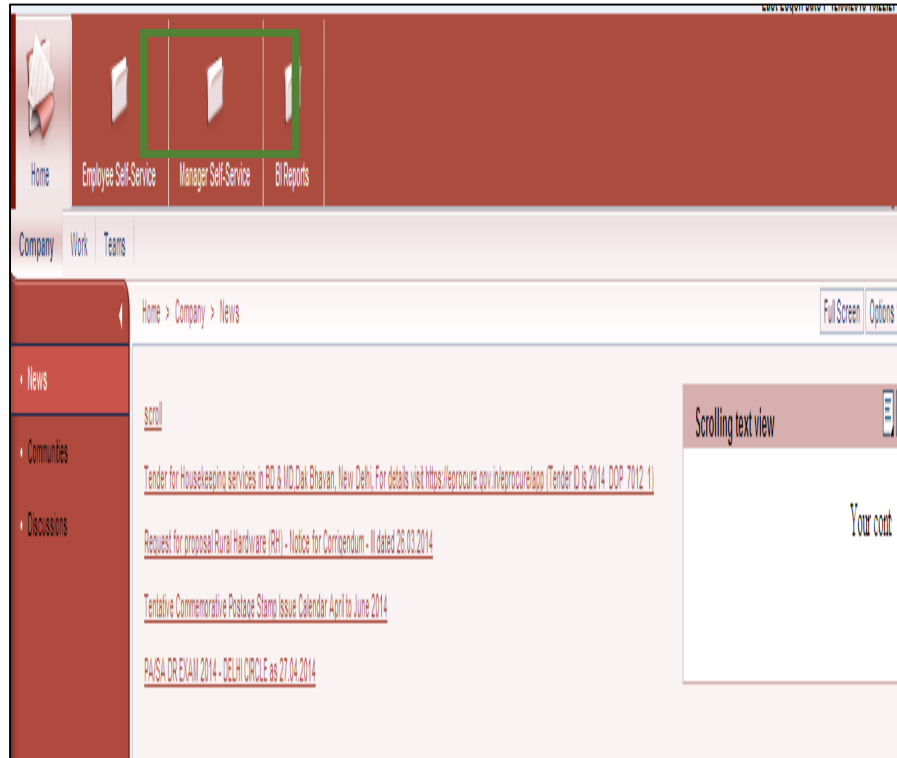 Home
Employee Self-Service
Manager Self-Service
BI Reports
Company Work Teams
Home > Company > News
Full Screen Options
• News
• Communities
• Discussions
scroll
Tender for Housekeeping services in BD & MD,Dak Bhavan, New Delhi, For details visit https://eprocure.gov.in/eprocure/app (Tender ID is 2014_DOP_7012_1)
Request for proposal Rural Hardware (RH) - Notice for Corrigendum - II dated 26.03.2014
Tentative Commemorative Postage Stamp Issue Calendar April to June 2014
PA/SA DR EXAM 2014 - DELHI CIRCLE as 27.04.2014
Scrolling text view
Your cont